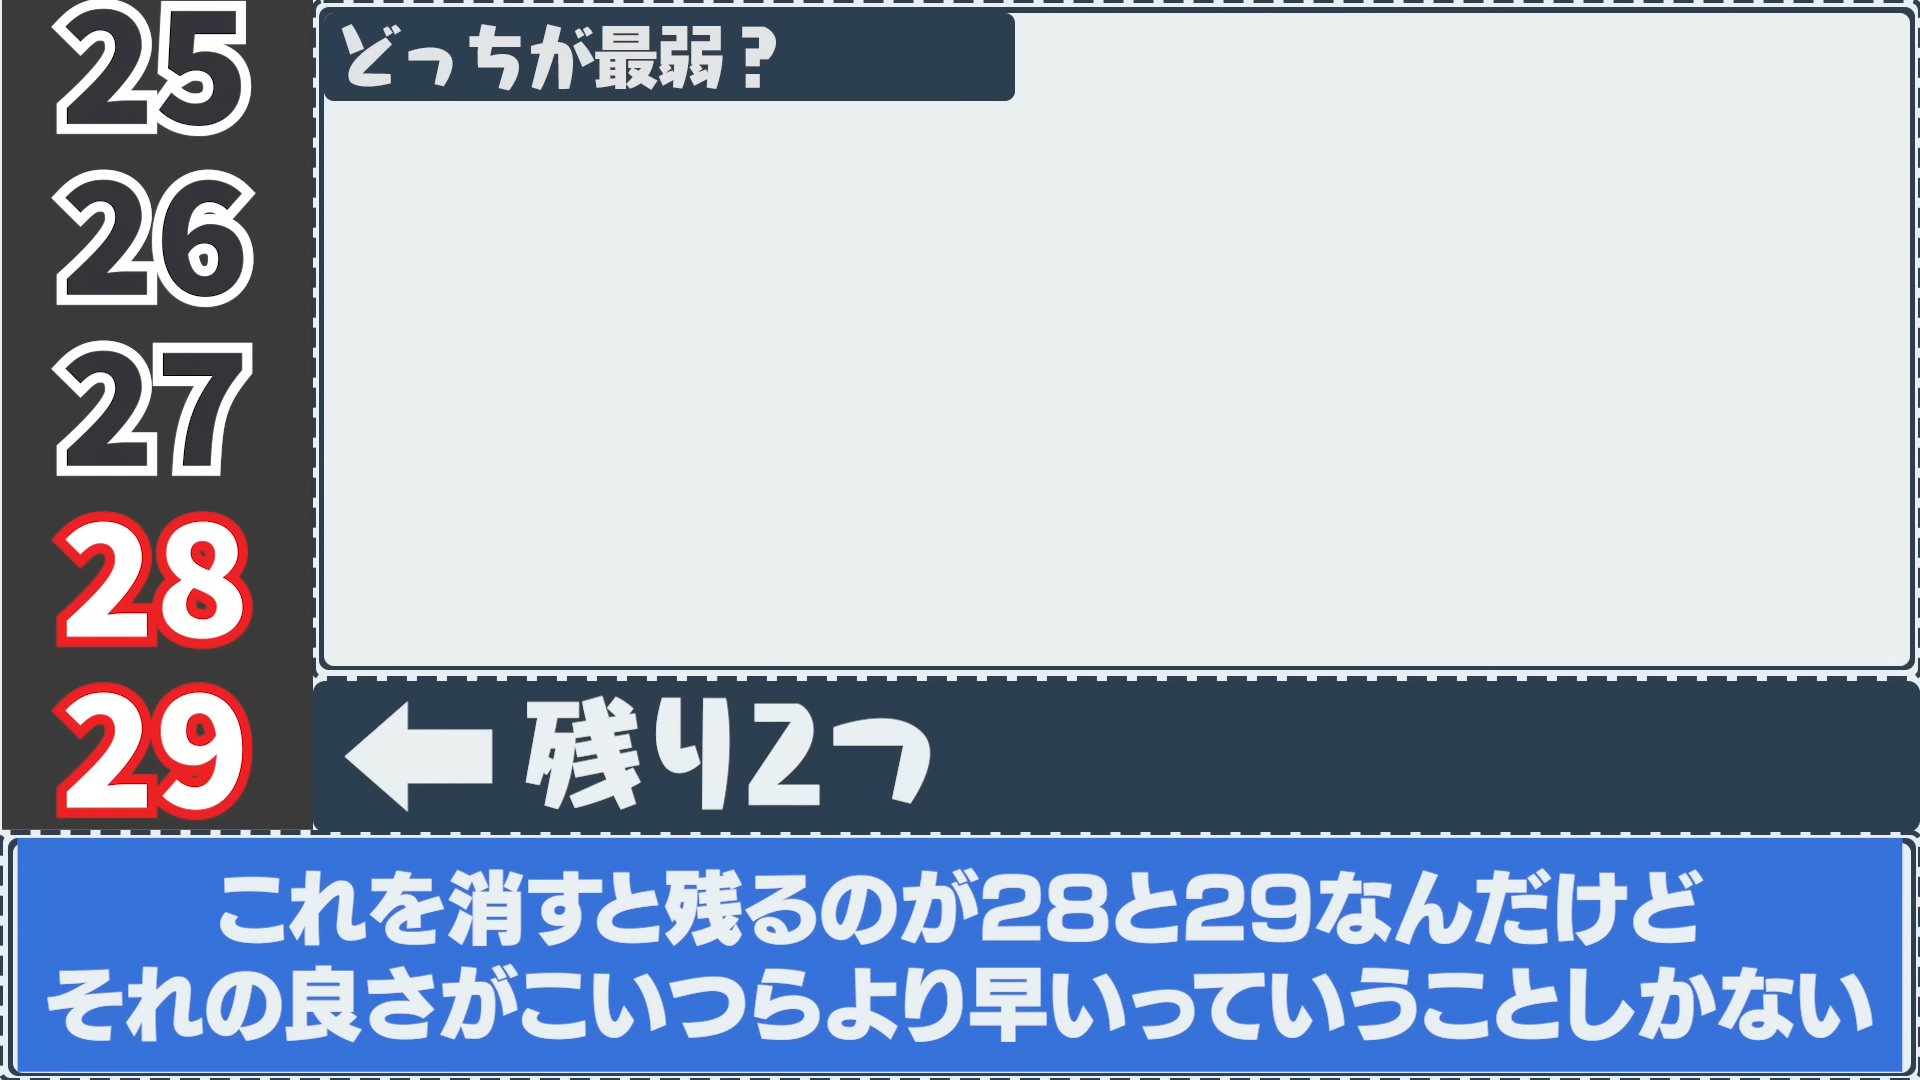 25
26
27
28
29
どっちが最弱？
←残り2つ
これを消すと残るのが28と29なんだけど
それの良さがこいつらより早いっていうことしかない